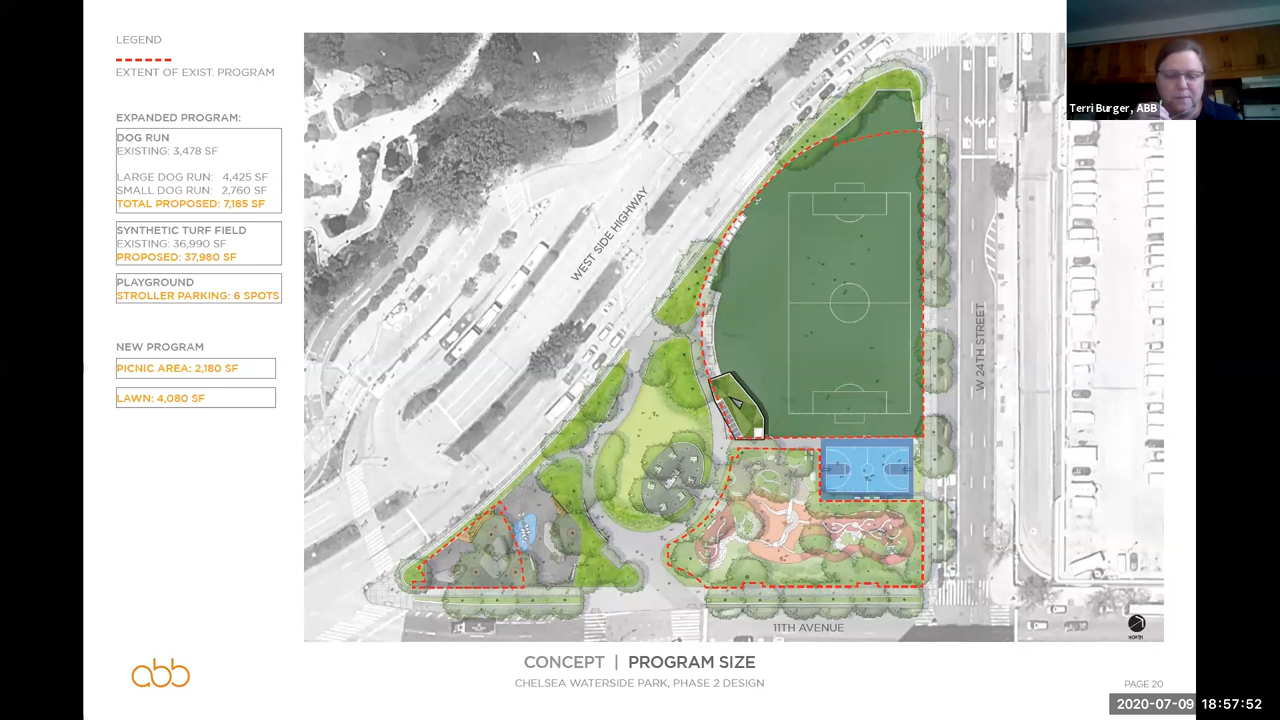 LEGEND
EXTENT OF EXIST. PROGRAM
EXPANDED PROGRAM:
DOG RUN
EXISTING: 3,478 SF
LARGE DOG RUN: 4,425 SF
SMALL DOG RUN: 2,760 SF
TOTAL PROPOSED: 7,185 SF
SYNTHETIC TURF FIELD
EXISTING: 36,990 SF
PROPOSED: 37,980 SF
PLAYGROUND
STROLLER PARKING: 6 SPOTS
NEW PROGRAM
PICNIC AREA: 2,180 SF
LAWN: 4,080 SF
WEST SIDE HIGHWAY
W 24TH STREET
11TH AVENUE
NORTH
Terri Burger, ABB
abb
CONCEPT | PROGRAM SIZE
CHELSEA WATERSIDE PARK, PHASE 2 DESIGN
PAGE 20
2020-07-09 18:57:52